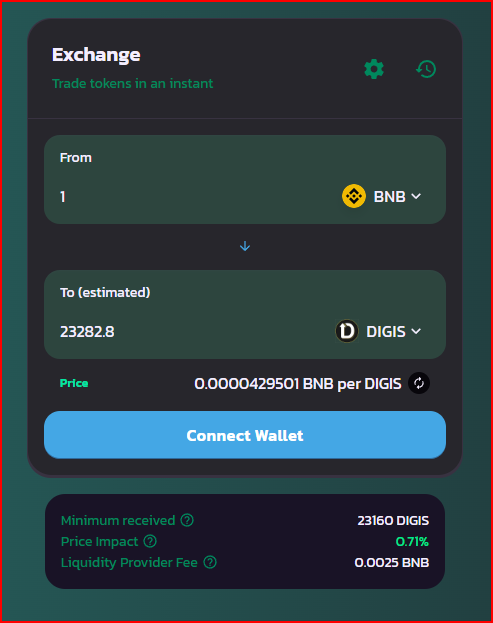 Exchange
Trade tokens in an instant
From
1 BNB
To (estimated)
23282.8 DIGIS
Price 0.0000429501 BNB per DIGIS
Connect Wallet
Minimum received 23160 DIGIS
Price Impact 0.71%
Liquidity Provider Fee 0.0025 BNB